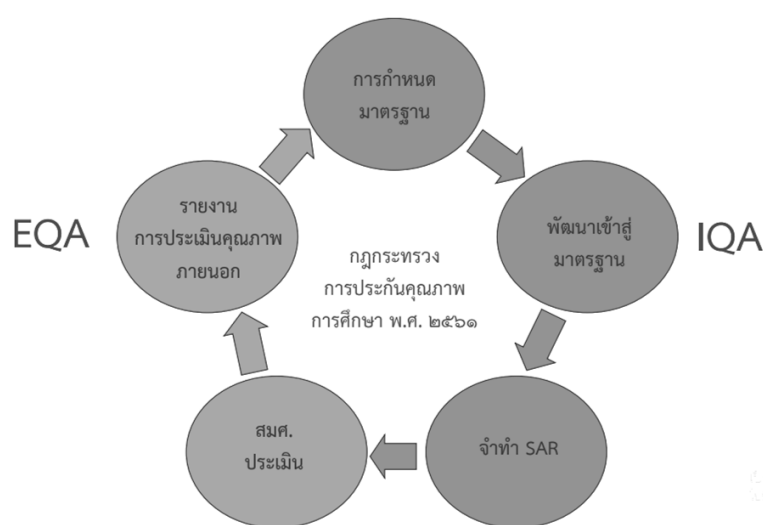 การกำหนด
มาตรฐาน
พัฒนาเข้าสู่
มาตรฐาน
IQA
จำทำ SAR
สมศ.
ประเมิน
รายงาน
การประเมินคุณภาพ
ภายนอก
EQA
กฎกระทรวง
การประกันคุณภาพ
การศึกษา พ.ศ. ๒๕๖๑